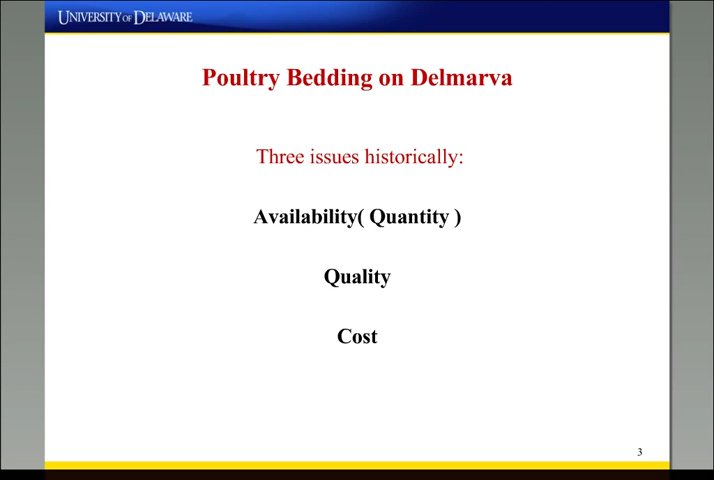 UNIVERSITY OF DELAWARE
Poultry Bedding on Delmarva
Three issues historically:
Availability( Quantity )
Quality
Cost
3